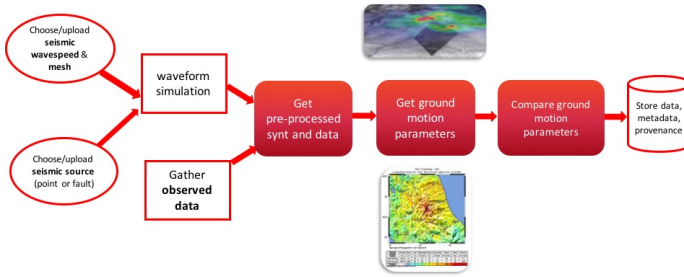 Choose/upload
seismic
wavespeed &
mesh
waveform
simulation
Choose/upload
seismic source
(point or fault)
Gather
observed
data
Get
pre-processed
synt and data
Get ground
motion
parameters
Compare ground
motion
parameters
Store data,
metadata,
provenance